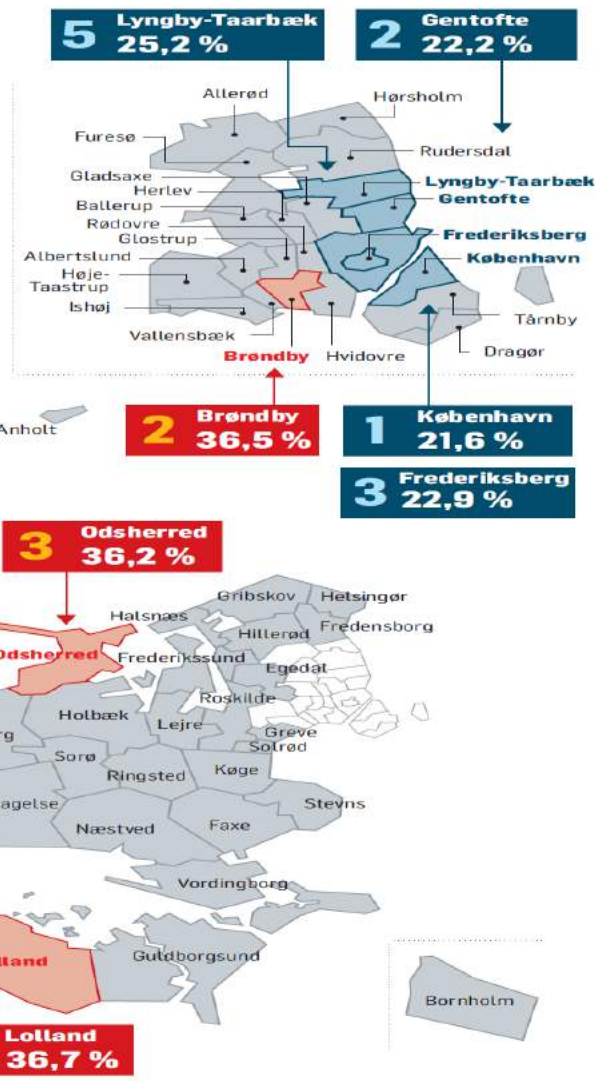 5 Lyngby-Taarbæk
25,2 %
2 Gentofte
22,2 %
Allerød
Hørsholm
Furesø
Rudersdal
Gladsaxe
Lyngby-Taarbæk
Herlev
Gentofte
Ballerup
Rødovre
Frederiksberg
Glostrup
Albertslund
København
Høje-
Taastrup
Ishøj
Tårnby
Vallensbæk
Brøndby
Hvidovre
Dragør
Anholt
2 Brøndby
36,5 %
1 København
21,6 %
3 Frederiksberg
22,9 %
3 Odsherred
36,2 %
Gribskov
Helsingør
Halsnæs
Hillerød
Fredensborg
Odsherred
Frederikssund
Egedal
Roskilde
Holbæk
Lejre
rg
Greve
Solrød
Sorø
Ringsted
Køge
agelse
Stevns
Næstved
Faxe
Vordingborg
lland
Guldborgsund
Bornholm
Lolland
36,7 %